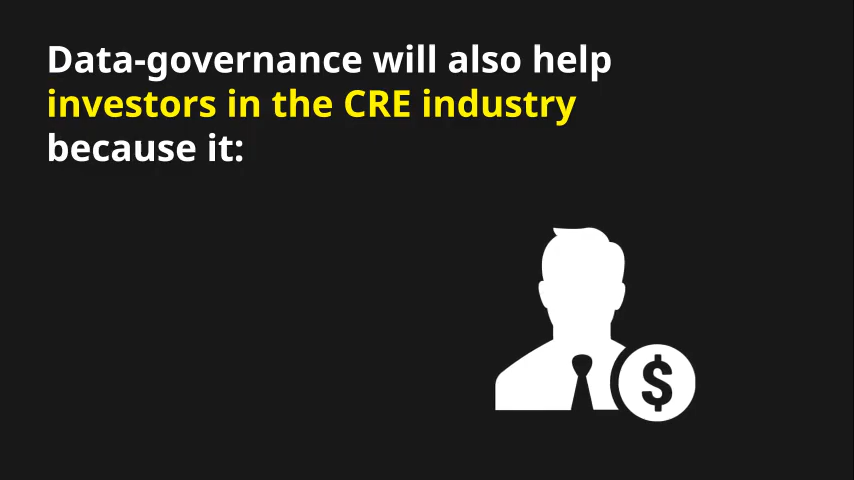 Data-governance will also help
investors in the CRE industry
because it:
$